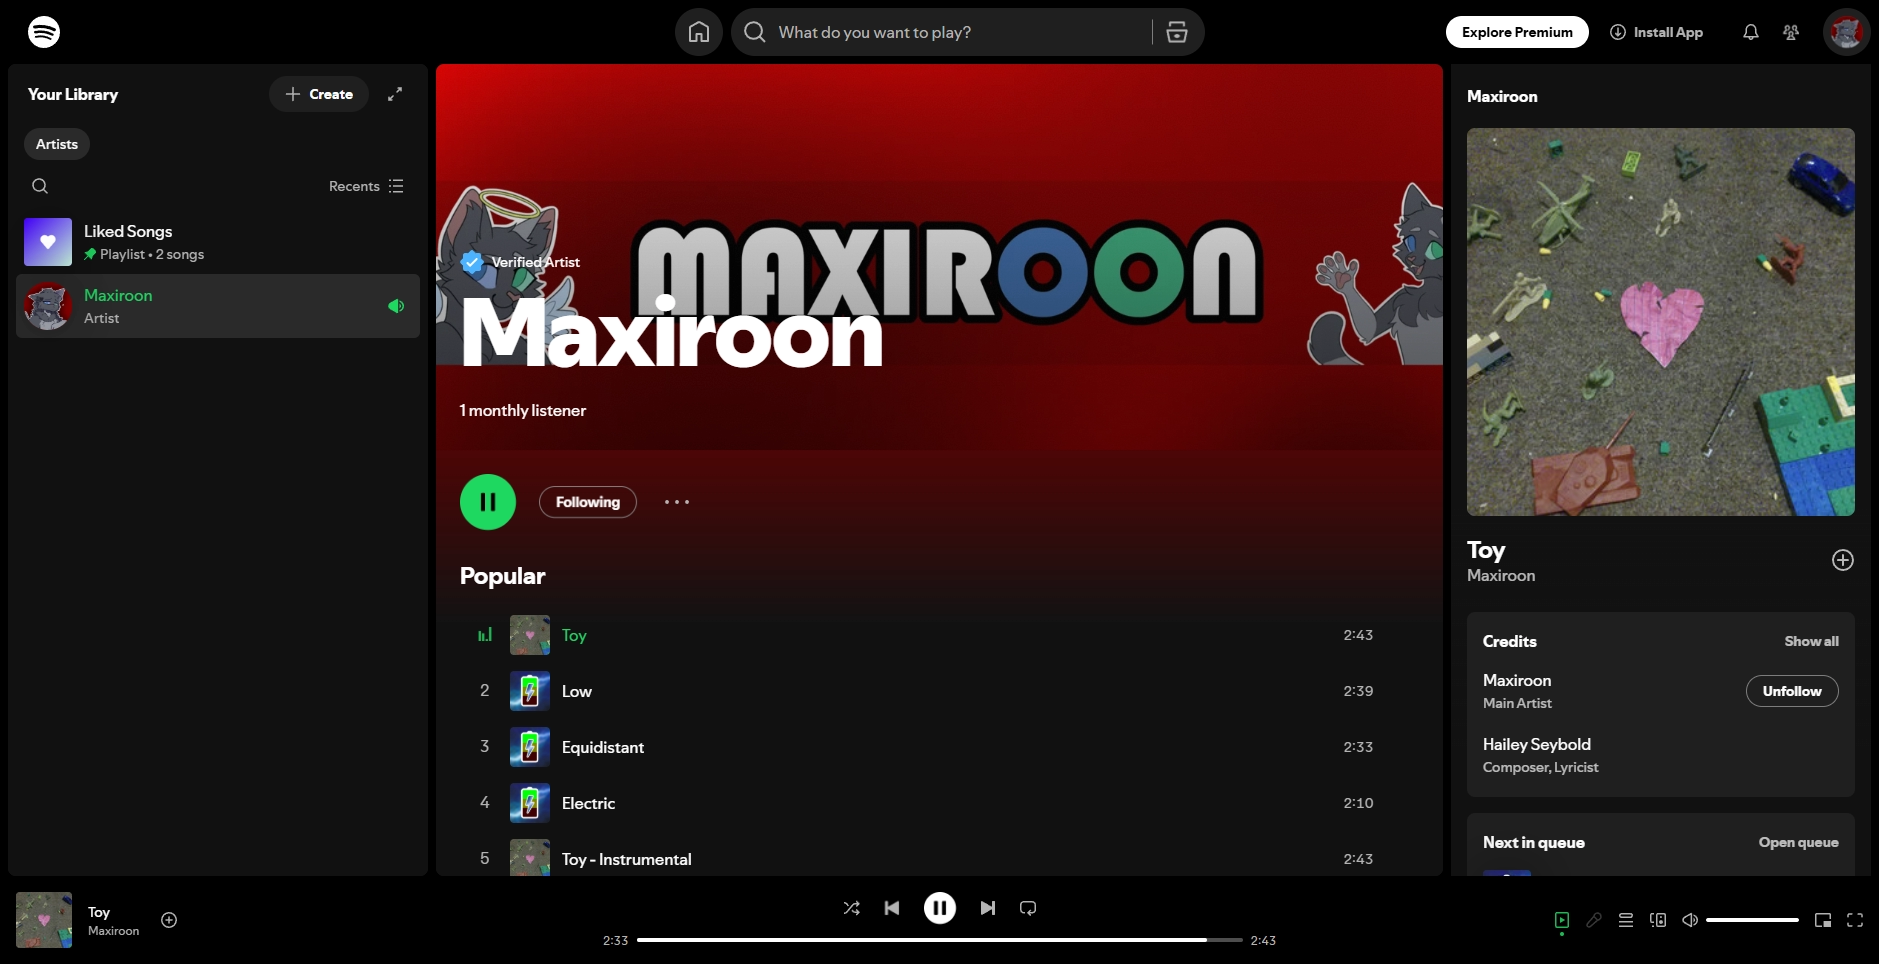 What do you want to play?
Explore Premium
Install App
Your Library
Create
Artists
Recents
Liked Songs
Playlist • 2 songs
Maxiroon
Artist
MAXIROON
Verified Artist
Maxiroon
1 monthly listener
Following
Popular
Toy
2:43
2
Low
2:39
3
Equidistant
2:33
4
Electric
2:10
5
Toy - Instrumental
2:43
Maxiroon
Toy
Maxiroon
Credits
Show all
Maxiroon
Main Artist
Unfollow
Hailey Seybold
Composer, Lyricist
Next in queue
Open queue
Toy
Maxiroon
2:33
2:43